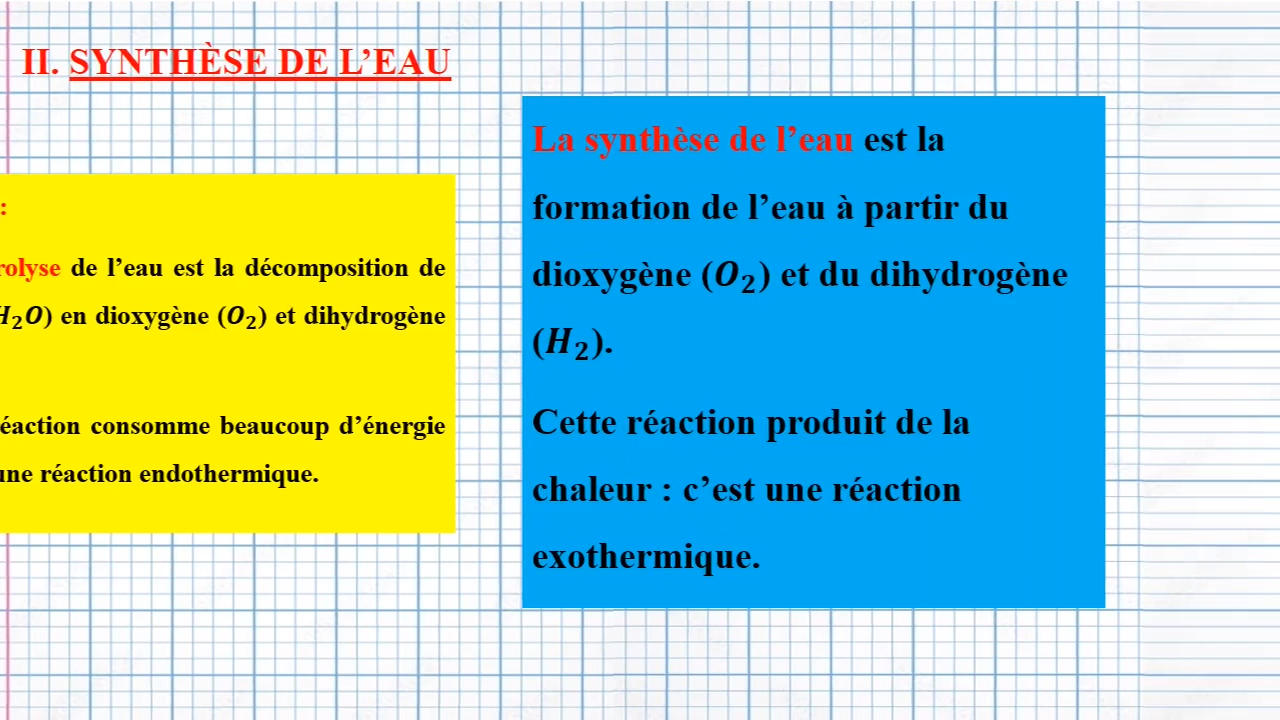 II. SYNTHÈSE DE L’EAU
:
rolyse de l’eau est la décomposition de
H₂O) en dioxygène (O₂) et dihydrogène
éaction consomme beaucoup d’énergie
une réaction endothermique.
La synthèse de l’eau est la
formation de l’eau à partir du
dioxygène (O₂) et du dihydrogène
(H₂).
Cette réaction produit de la
chaleur : c’est une réaction
exothermique.